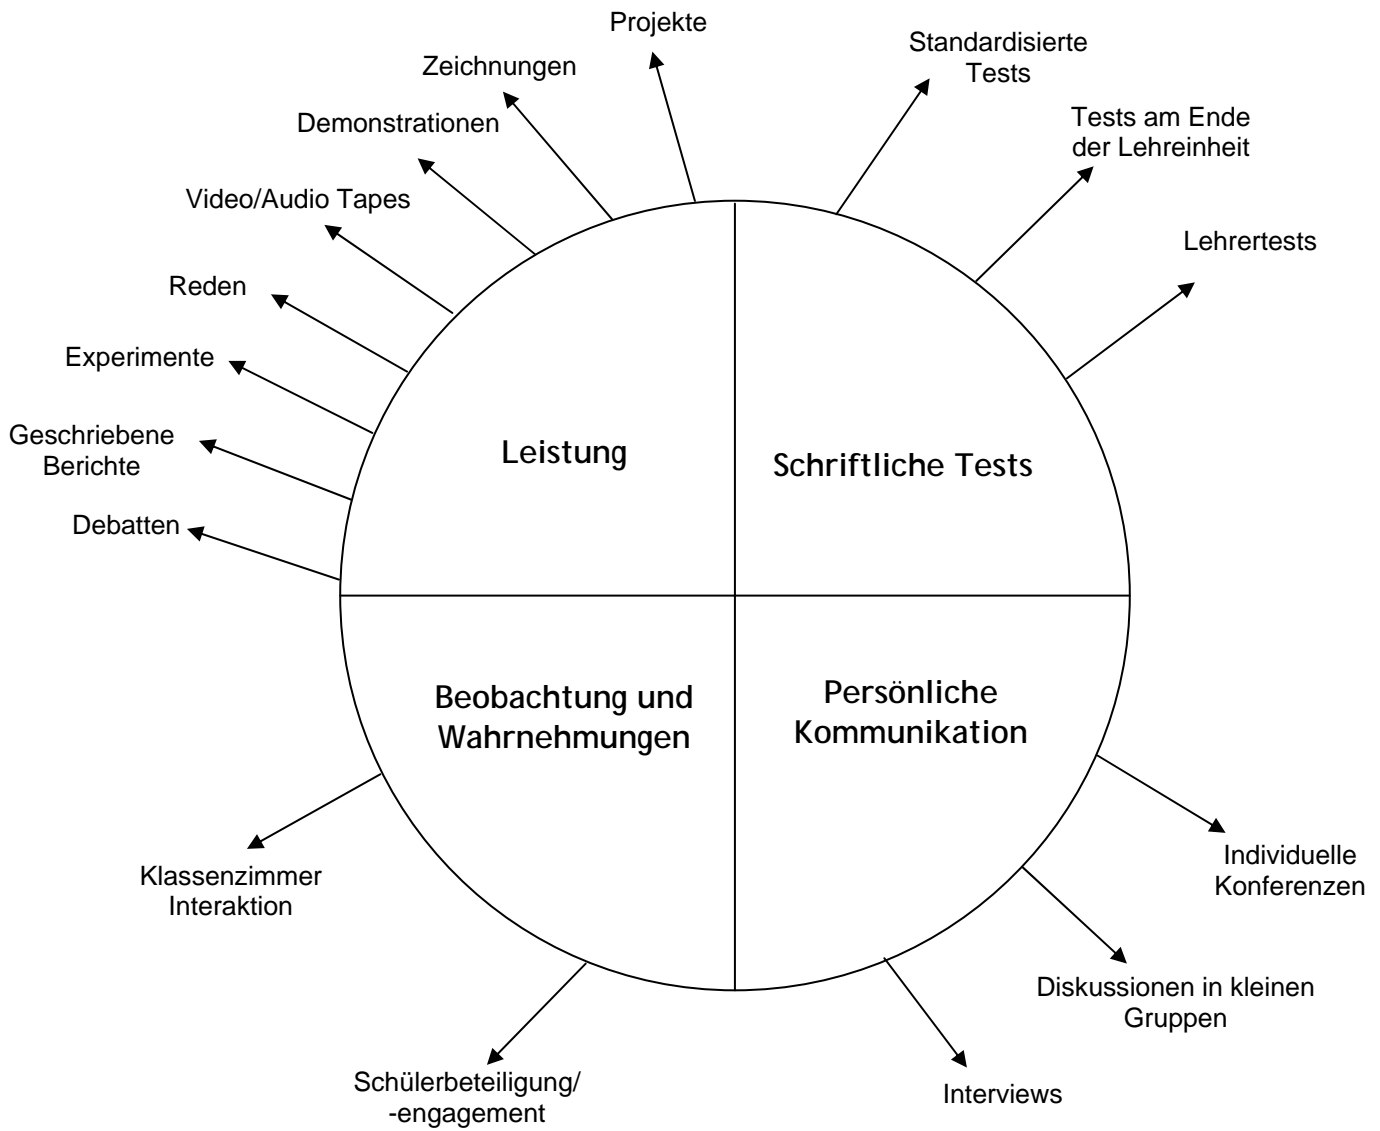 Projekte
Zeichnungen
Demonstrationen
Video/Audio Tapes
Reden
Experimente
Geschriebene
Berichte
Debatten
Standardisierte
Tests
Tests am Ende
der Lehreinheit
Lehrertests
Leistung
Schriftliche Tests
Beobachtung und
Wahrnehmungen
Persönliche
Kommunikation
Klassenzimmer
Interaktion
Schülerbeteiligung/
-engagement
Individuelle
Konferenzen
Diskussionen in kleinen
Gruppen
Interviews